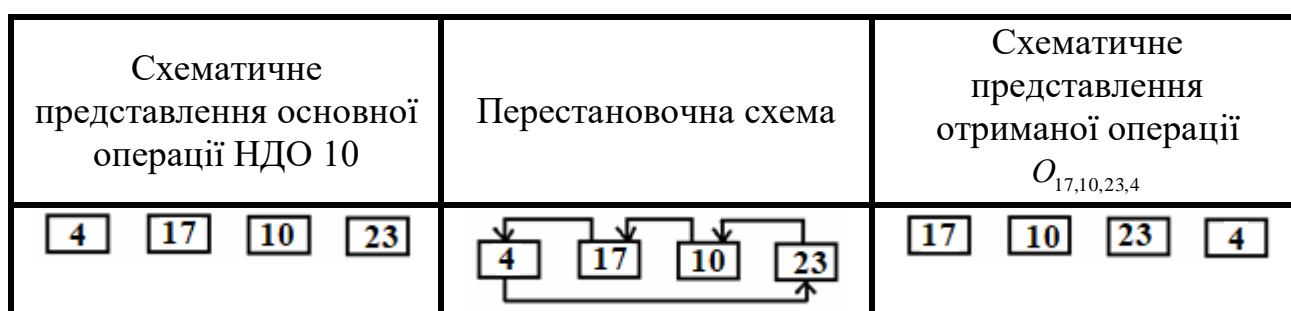 Схематичне
представлення основної
операції НДО 10
Перестановочна схема
Схематичне
представлення
отриманої операції
O17,10,23,4
4 17 10 23
4 17 10 23
17 10 23 4